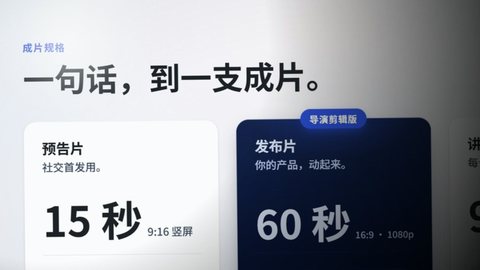 成片规格
一句话，到一支成片。
预告片
社交首发用。
15 秒 9:16 竖屏
导演剪辑版
发布片
你的产品，动起来。
60 秒 16:9 · 1080p